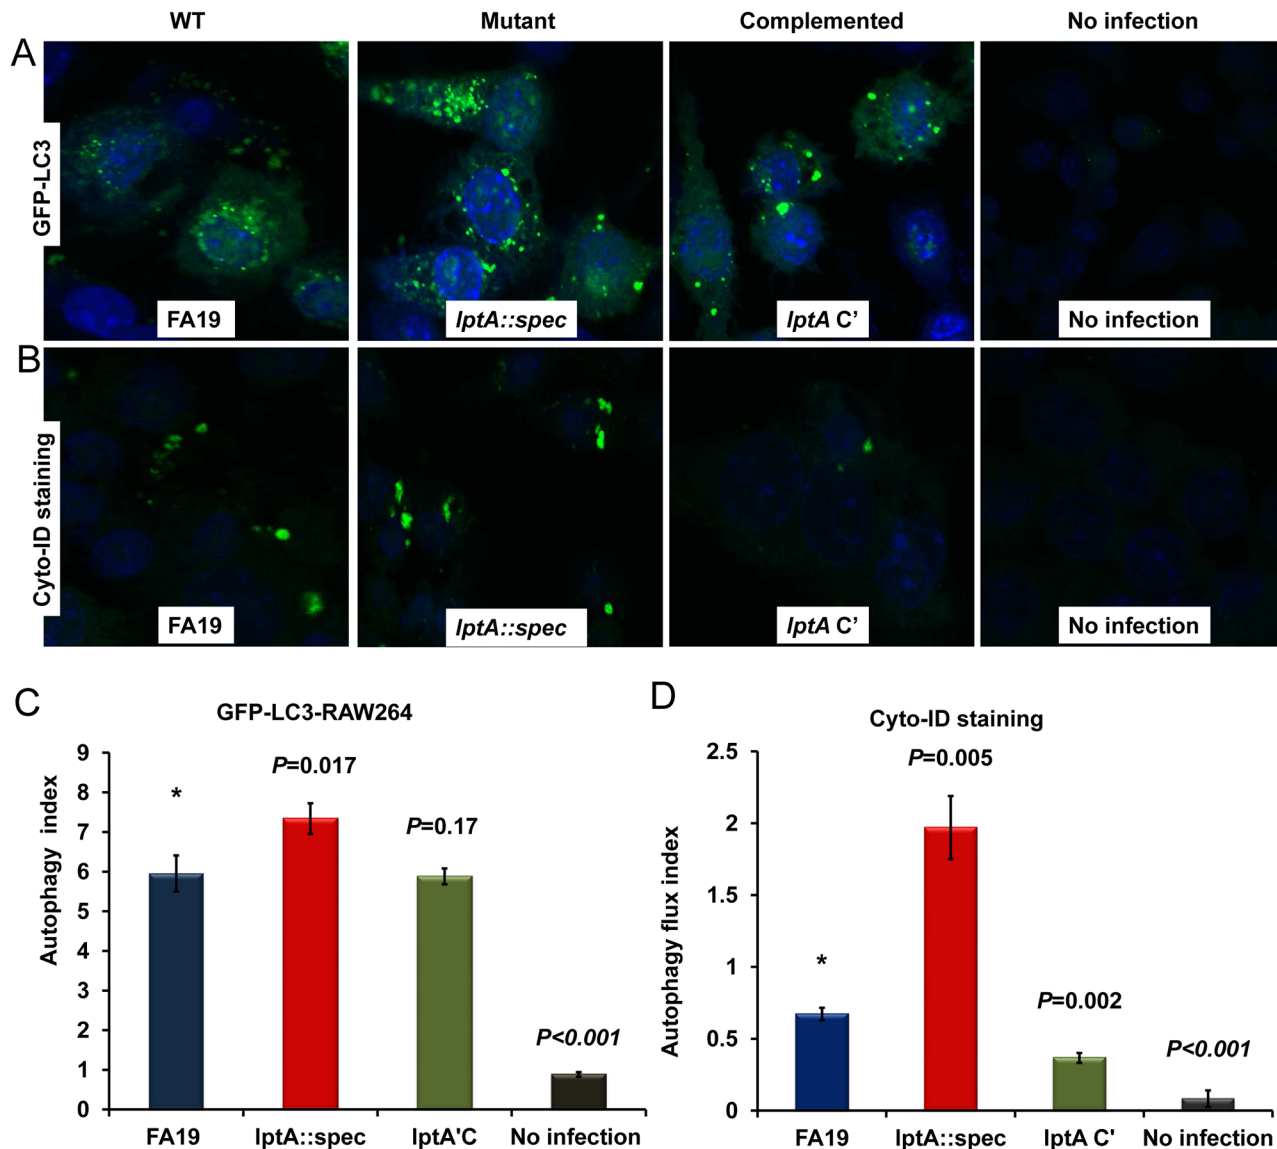 WT Mutant Complemented No infection
A
GFP-LC3
FA19 lptA::spec lptA C’ No infection
B
Cyto-ID staining
FA19 lptA::spec lptA C’ No infection
C
GFP-LC3-RAW264
Autophagy index
9
8
7
6
5
4
3
2
1
0
*
P=0.017
P=0.17
P<0.001
FA19 lptA::spec lptA'C No infection
D
Cyto-ID staining
Autophagy flux index
2.5
2
1.5
1
0.5
0
*
P=0.005
P=0.002
P<0.001
FA19 lptA::spec lptA C' No infection